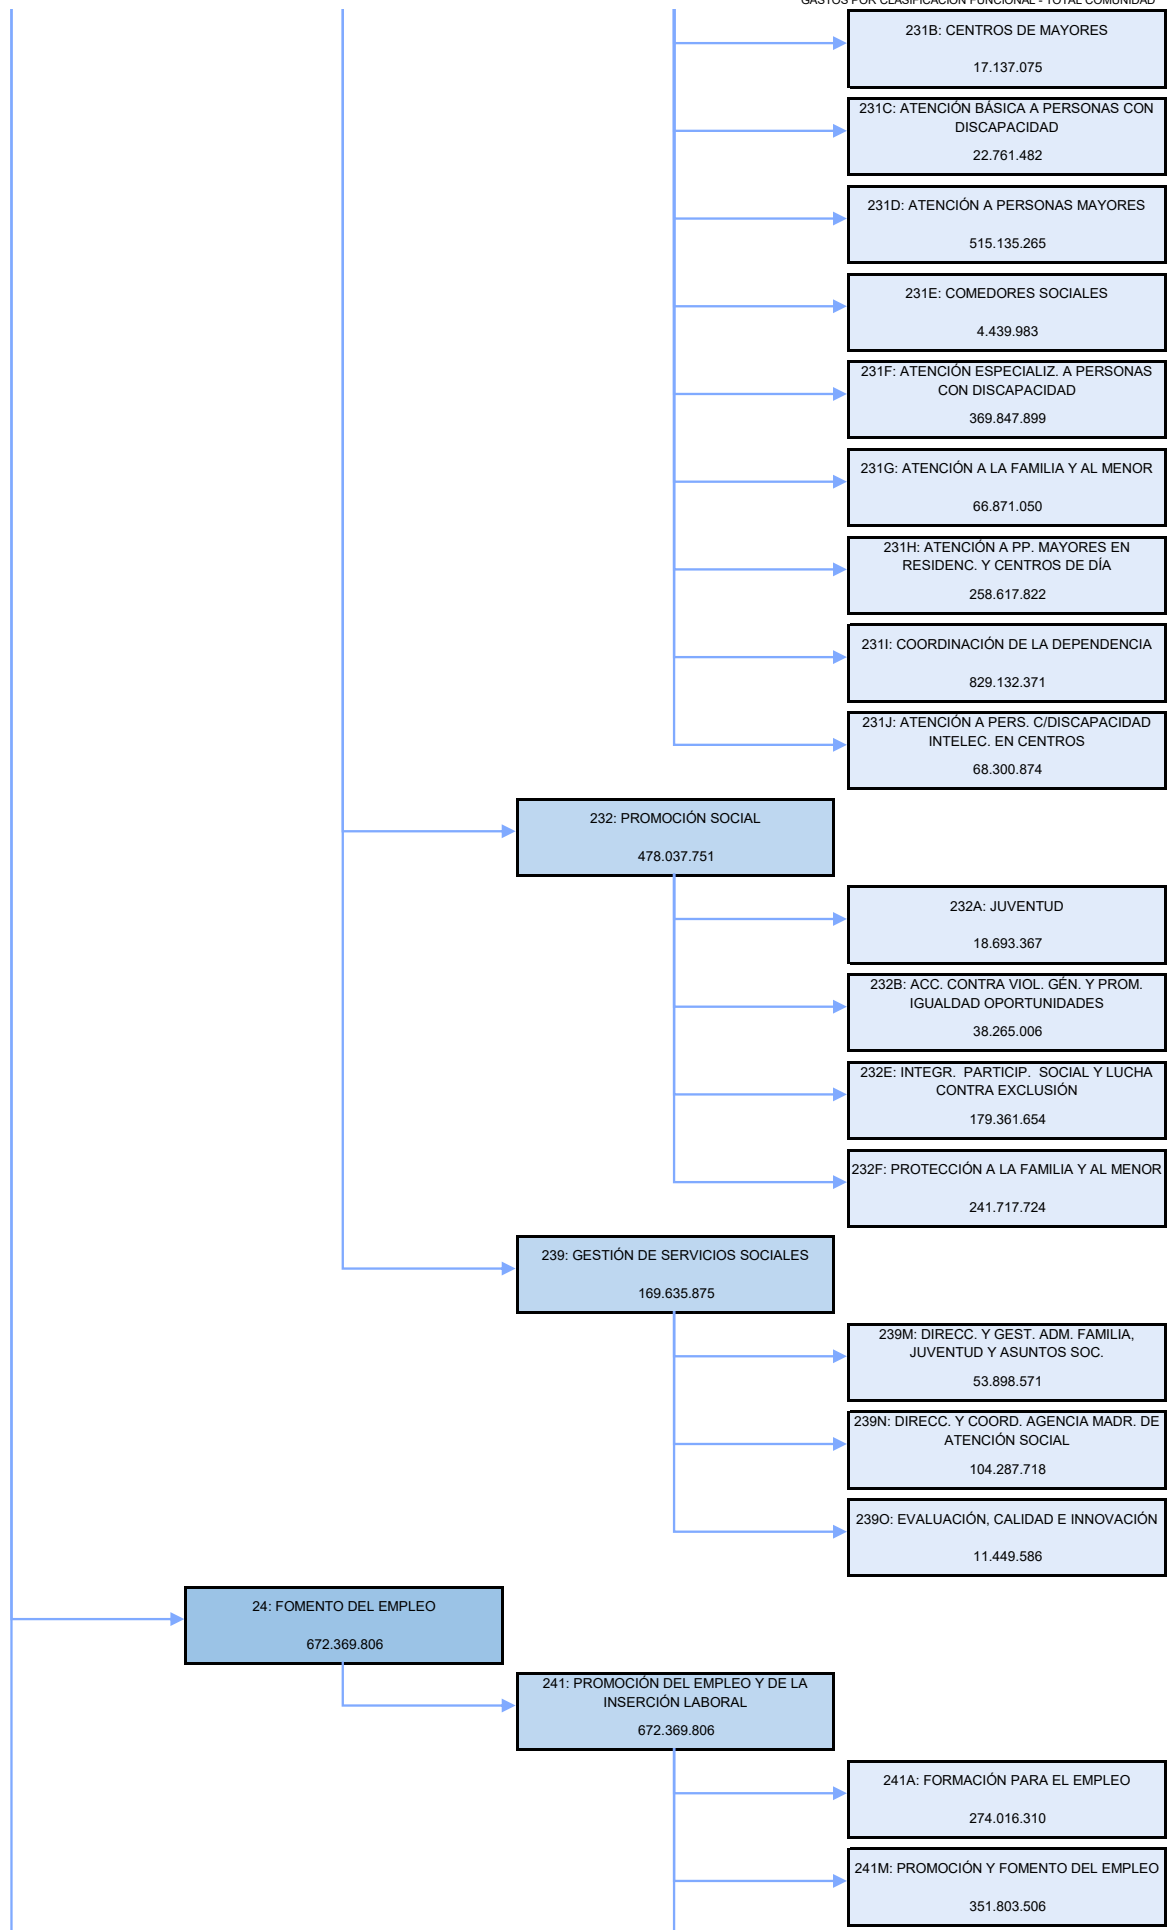 GASTOS POR CLASIFICACIÓN FUNCIONAL - TOTAL COMUNIDAD
231B: CENTROS DE MAYORES
17.137.075
231C: ATENCIÓN BÁSICA A PERSONAS CON
DISCAPACIDAD
22.761.482
231D: ATENCIÓN A PERSONAS MAYORES
515.135.265
231E: COMEDORES SOCIALES
4.439.983
231F: ATENCIÓN ESPECIALIZ. A PERSONAS
CON DISCAPACIDAD
369.847.899
231G: ATENCIÓN A LA FAMILIA Y AL MENOR
66.871.050
231H: ATENCIÓN A PP. MAYORES EN
RESIDENC. Y CENTROS DE DÍA
258.617.822
231I: COORDINACIÓN DE LA DEPENDENCIA
829.132.371
231J: ATENCIÓN A PERS. C/DISCAPACIDAD
INTELEC. EN CENTROS
68.300.874
232: PROMOCIÓN SOCIAL
478.037.751
232A: JUVENTUD
18.693.367
232B: ACC. CONTRA VIOL. GÉN. Y PROM.
IGUALDAD OPORTUNIDADES
38.265.006
232E: INTEGR. PARTICIP. SOCIAL Y LUCHA
CONTRA EXCLUSIÓN
179.361.654
232F: PROTECCIÓN A LA FAMILIA Y AL MENOR
241.717.724
239: GESTIÓN DE SERVICIOS SOCIALES
169.635.875
239M: DIRECC. Y GEST. ADM. FAMILIA,
JUVENTUD Y ASUNTOS SOC.
53.898.571
239N: DIRECC. Y COORD. AGENCIA MADR. DE
ATENCIÓN SOCIAL
104.287.718
239O: EVALUACIÓN, CALIDAD E INNOVACIÓN
11.449.586
24: FOMENTO DEL EMPLEO
672.369.806
241: PROMOCIÓN DEL EMPLEO Y DE LA
INSERCIÓN LABORAL
672.369.806
241A: FORMACIÓN PARA EL EMPLEO
274.016.310
241M: PROMOCIÓN Y FOMENTO DEL EMPLEO
351.803.506